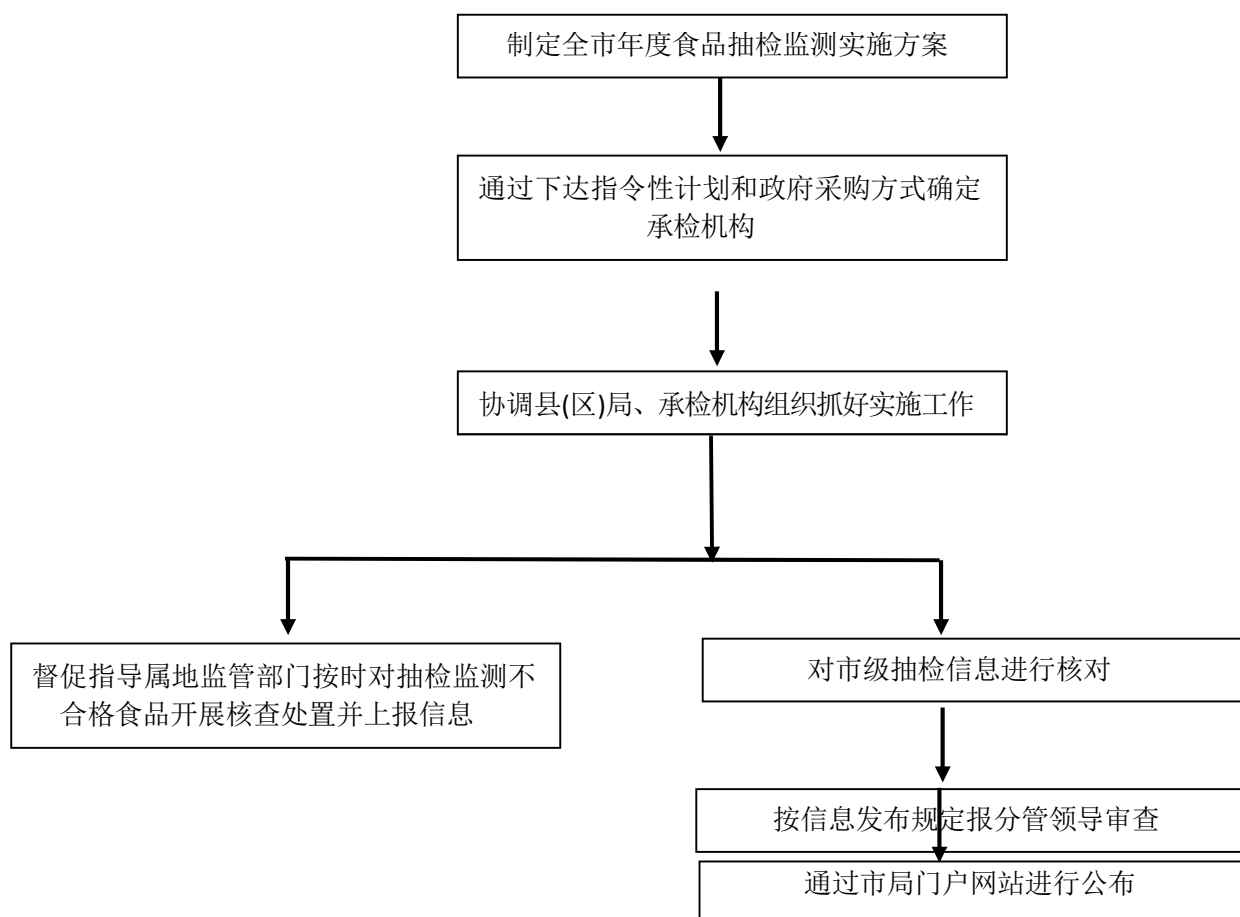 制定全市年度食品抽检监测实施方案
通过下达指令性计划和政府采购方式确定
承检机构
协调县(区)局、承检机构组织抓好实施工作
督促指导属地监管部门按时对抽检监测不
合格食品开展核查处置并上报信息
对市级抽检信息进行核对
按信息发布规定报分管领导审查
通过市局门户网站进行公布